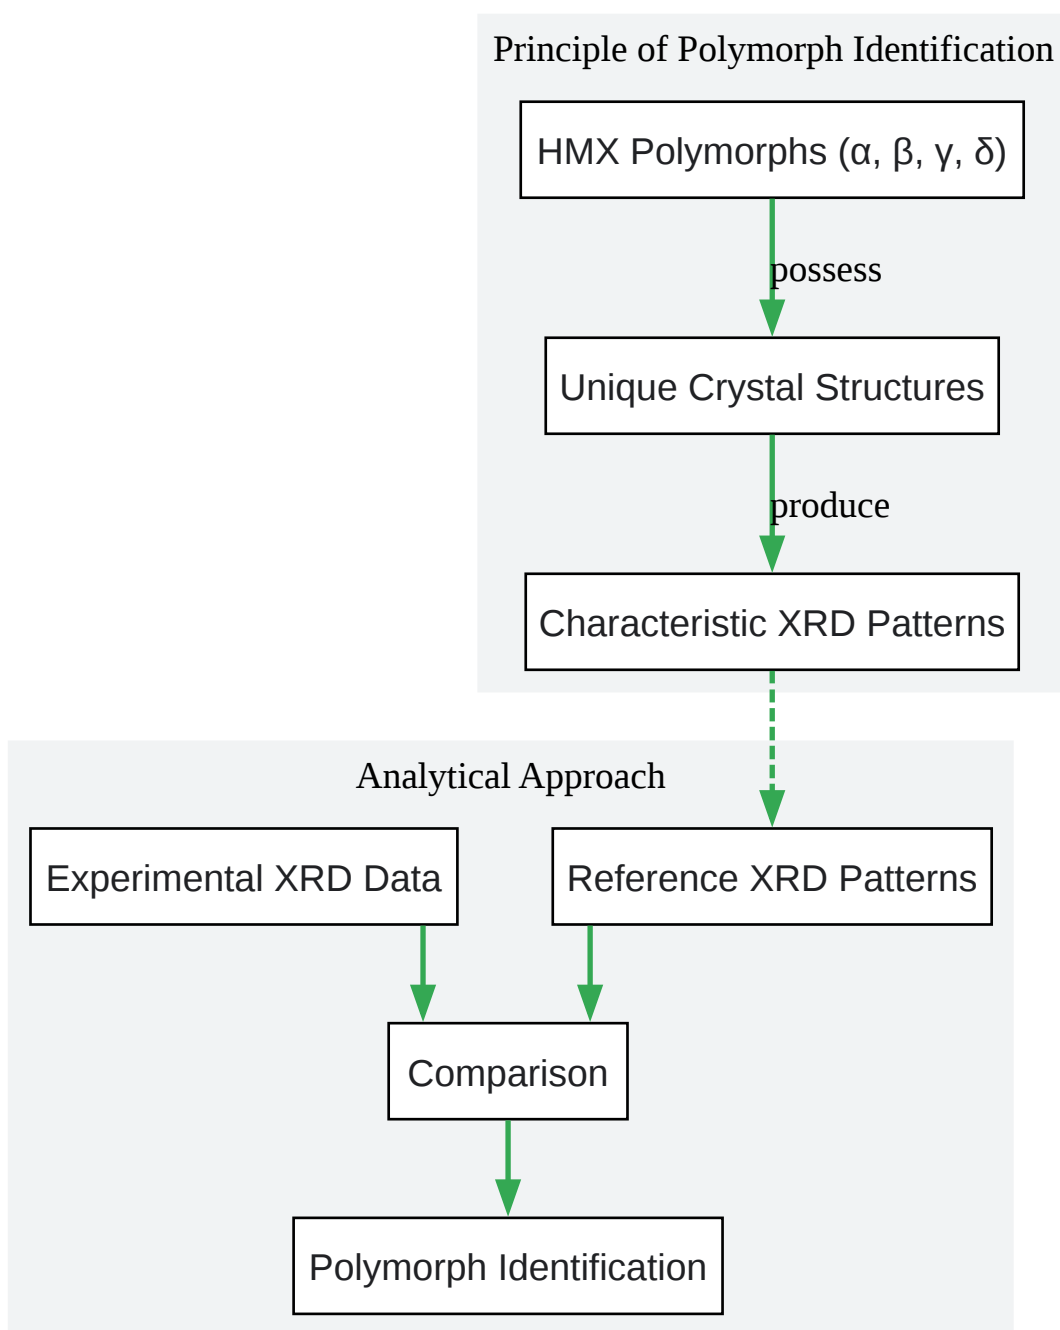 Principle of Polymorph Identification
HMX Polymorphs (α, β, γ, δ)
possess
Unique Crystal Structures
produce
Characteristic XRD Patterns
Analytical Approach
Experimental XRD Data
Reference XRD Patterns
Comparison
Polymorph Identification